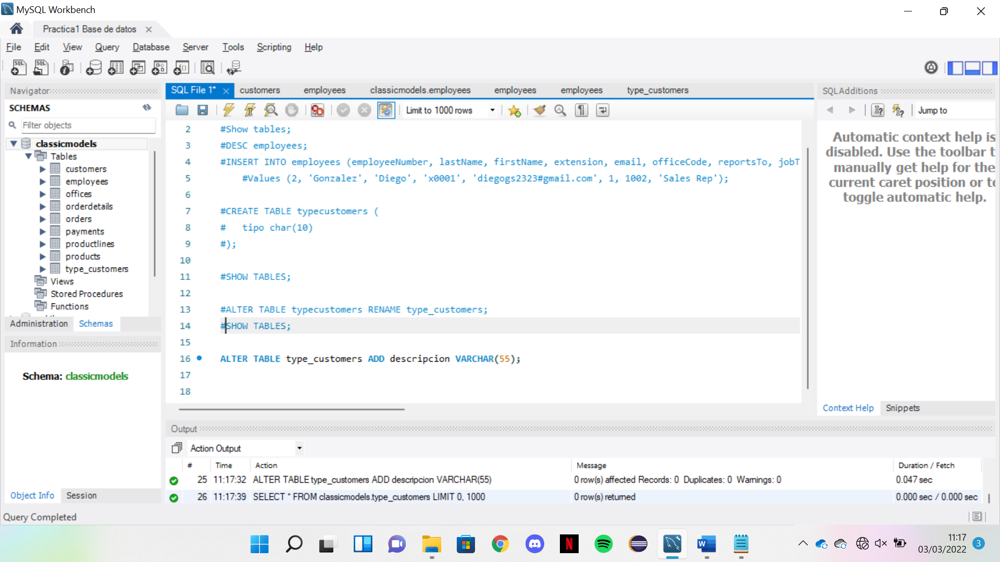 MySQL Workbench
Practica1 Base de datos
File Edit View Query Database Server Tools Scripting Help
Navigator
SCHEMAS
Filter objects
classicmodels
Tables
customers
employees
offices
orderdetails
orders
payments
productlines
products
type_customers
Views
Stored Procedures
Functions
Administration Schemas
Information
Schema: classicmodels
Object Info Session
SQL File 1* customers employees classicmodels.employees employees employees type_customers
Limit to 1000 rows
2 #Show tables;
3 #DESC employees;
4 #INSERT INTO employees (employeeNumber, lastName, firstName, extension, email, officeCode, reportsTo, jobT
5 #Values (2, 'Gonzalez', 'Diego', 'x0001', 'diegogs2323#gmail.com', 1, 1002, 'Sales Rep');
6
7 #CREATE TABLE typecustomers (
8 # tipo char(10)
9 #);
10
11 #SHOW TABLES;
12
13 #ALTER TABLE typecustomers RENAME type_customers;
14 #SHOW TABLES;
15
16 ALTER TABLE type_customers ADD descripcion VARCHAR(55);
17
18
SQLAdditions
Jump to
Automatic context help is
disabled. Use the toolbar t
manually get help for the
current caret position or to
toggle automatic help.
Context Help Snippets
Output
Action Output
# Time Action Message Duration / Fetch
25 11:17:32 ALTER TABLE type_customers ADD descripcion VARCHAR(55) 0 row(s) affected Records: 0 Duplicates: 0 Warnings: 0 0.047 sec
26 11:17:39 SELECT * FROM classicmodels.type_customers LIMIT 0, 1000 0 row(s) returned 0.000 sec / 0.000 sec
Query Completed
11:17
03/03/2022
3